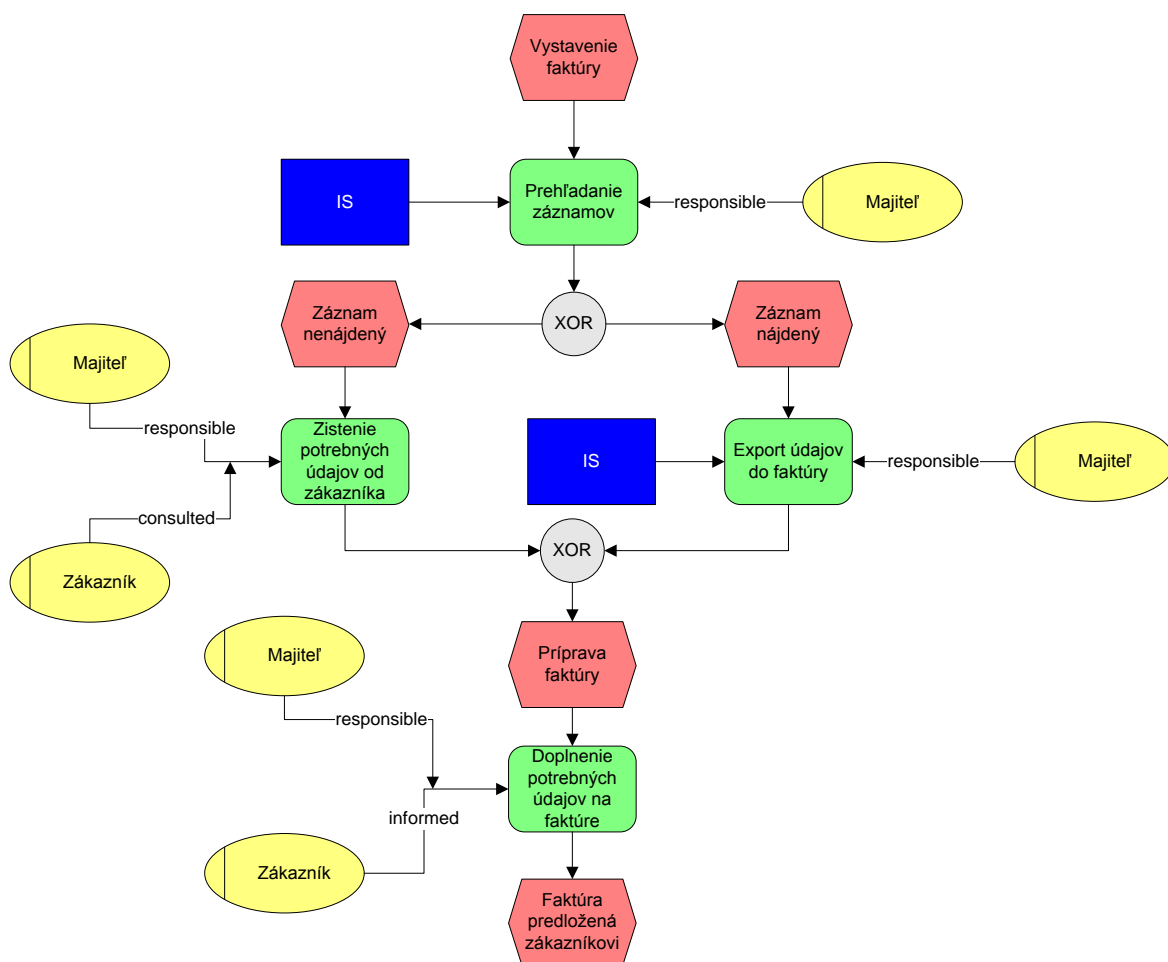 Vystavenie
faktúry
IS
Prehľadanie
záznamov
responsible
Majiteľ
Záznam
nenájdený
XOR
Záznam
nájdený
Majiteľ
responsible
Zistenie
potrebných
údajov od
zákazníka
IS
Export údajov
do faktúry
responsible
Majiteľ
consulted
Zákazník
XOR
Príprava
faktúry
Majiteľ
responsible
Doplnenie
potrebných
údajov na
faktúre
informed
Zákazník
Faktúra
predložená
zákazníkovi